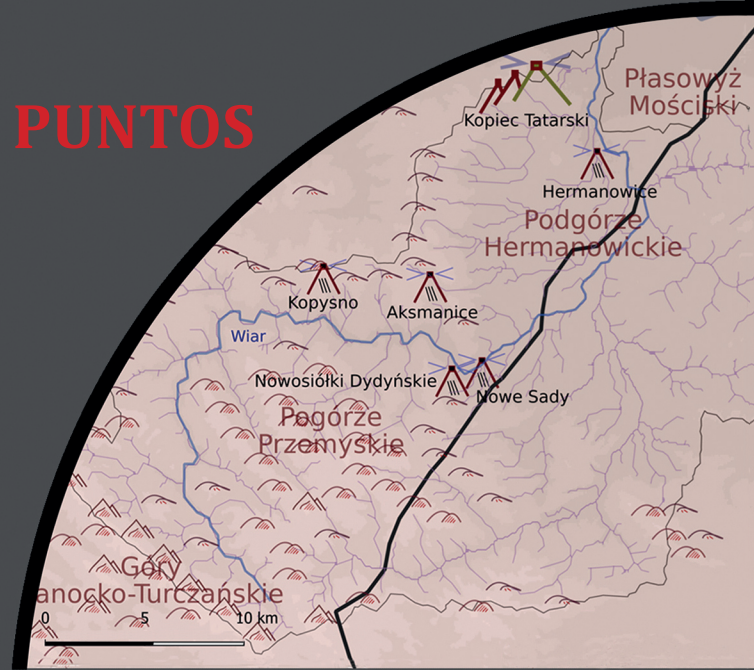 PUNTOS
Kopiec Tatarski
Płasowyż
Mościski
Hermanowice
Podgórze
Hermanowickie
Kopysno
Aksmanice
Wiar
Nowosiółki Dydyńskie
Nowe Sady
Pogórze
Przemyskie
Góry
anocko-Turczańskie
0 5 10 km